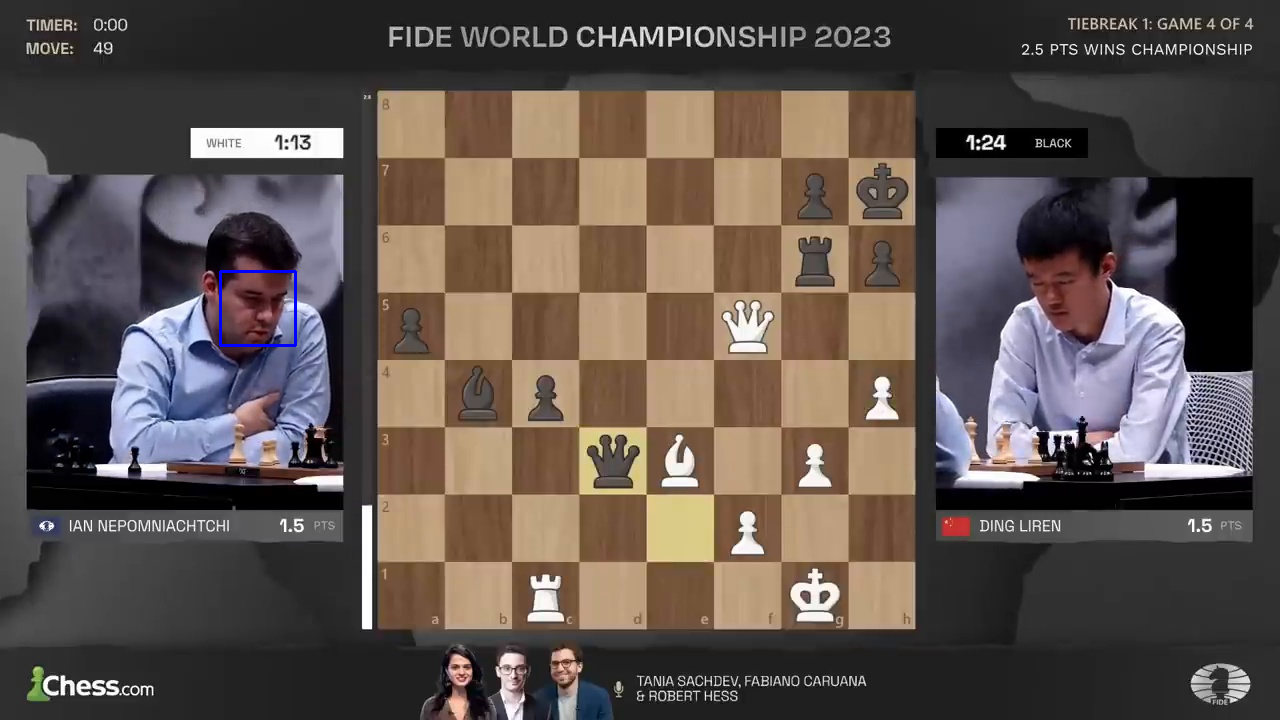 TIMER: 0:00
MOVE: 49
FIDE WORLD CHAMPIONSHIP 2023
TIEBREAK 1: GAME 4 OF 4
2.5 PTS WINS CHAMPIONSHIP
WHITE 1:13
1:24 BLACK
8
7
6
5
4
3
2
1
a b c d e f g h
IAN NEPOMNIACHTCHI 1.5 PTS
DING LIREN 1.5 PTS
Chess.com
TANIA SACHDEV, FABIANO CARUANA
& ROBERT HESS
FIDE